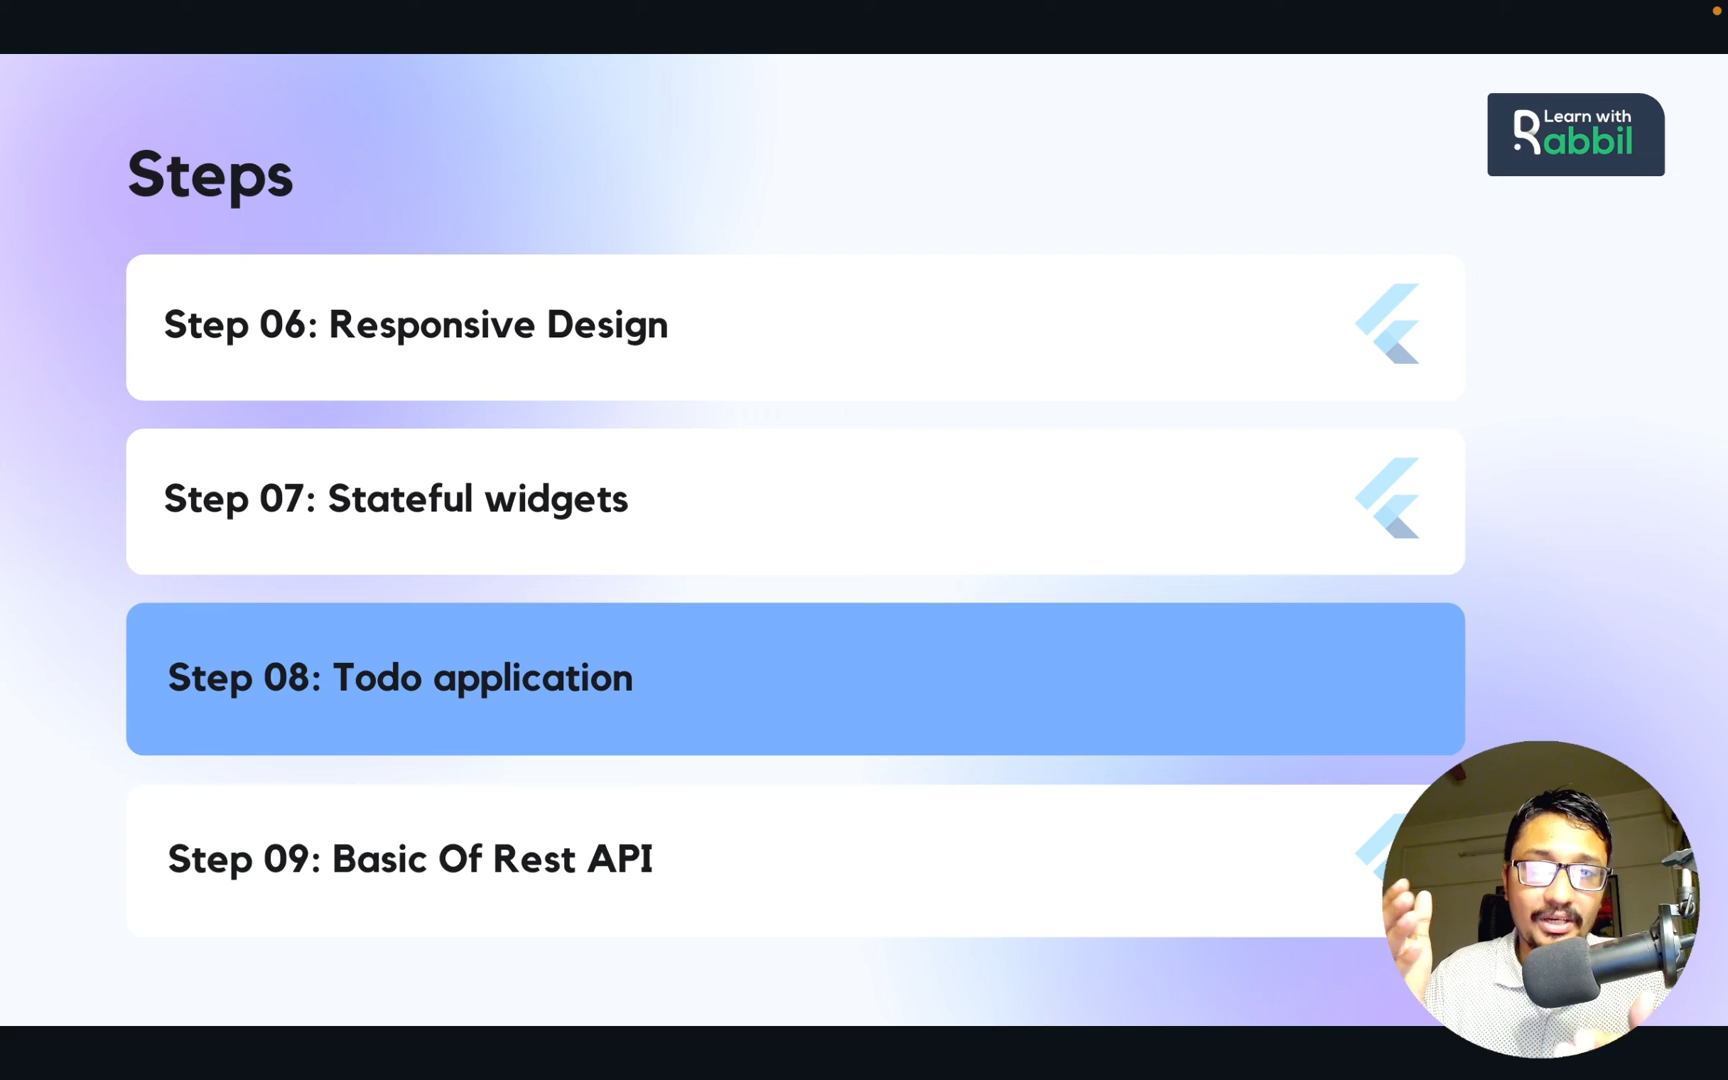 Learn with
Rabbil
Steps
Step 06: Responsive Design
Step 07: Stateful widgets
Step 08: Todo application
Step 09: Basic Of Rest API